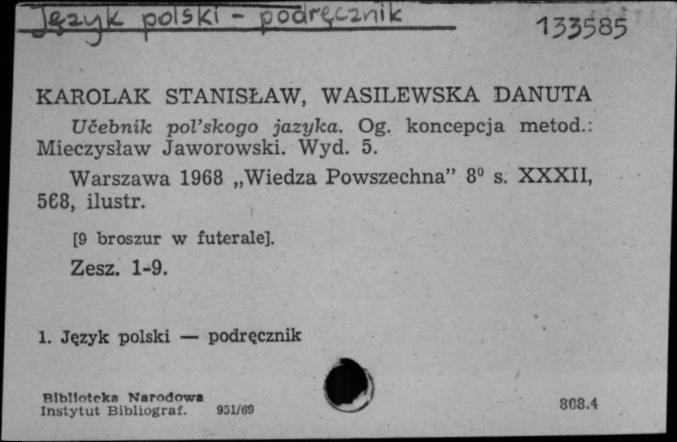 Język polski - podręcznik
133585
KAROLAK STANISŁAW, WASILEWSKA DANUTA
Učebnik pol’skogo jazyka. Og. koncepcja metod.:
Mieczysław Jaworowski. Wyd. 5.
Warszawa 1968 „Wiedza Powszechna” 8⁰ s. XXXII,
568, ilustr.
[9 broszur w futerale].
Zesz. 1-9.
1. Język polski — podręcznik
Biblioteka Narodowa
Instytut Bibliograf. 951/69
808.4